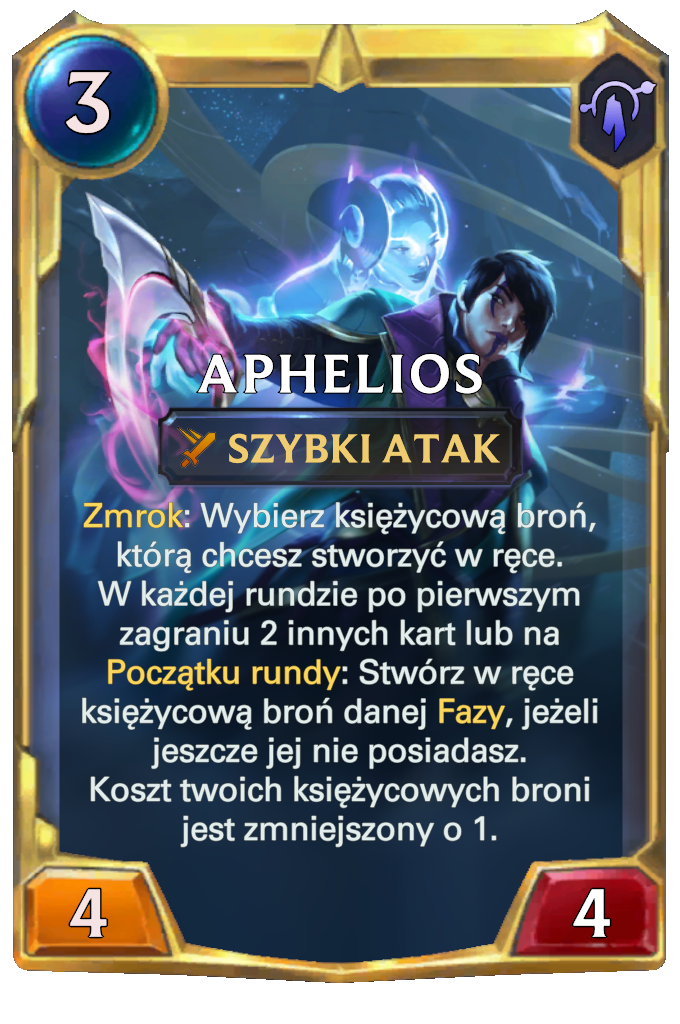 3
APHELIOS
SZYBKI ATAK
Zmrok: Wybierz księżycową broń,
którą chcesz stworzyć w ręce.
W każdej rundzie po pierwszym
zagraniu 2 innych kart lub na
Początku rundy: Stwórz w ręce
księżycową broń danej Fazy, jeżeli
jeszcze jej nie posiadasz.
Koszt twoich księżycowych broni
jest zmniejszony o 1.
4
4